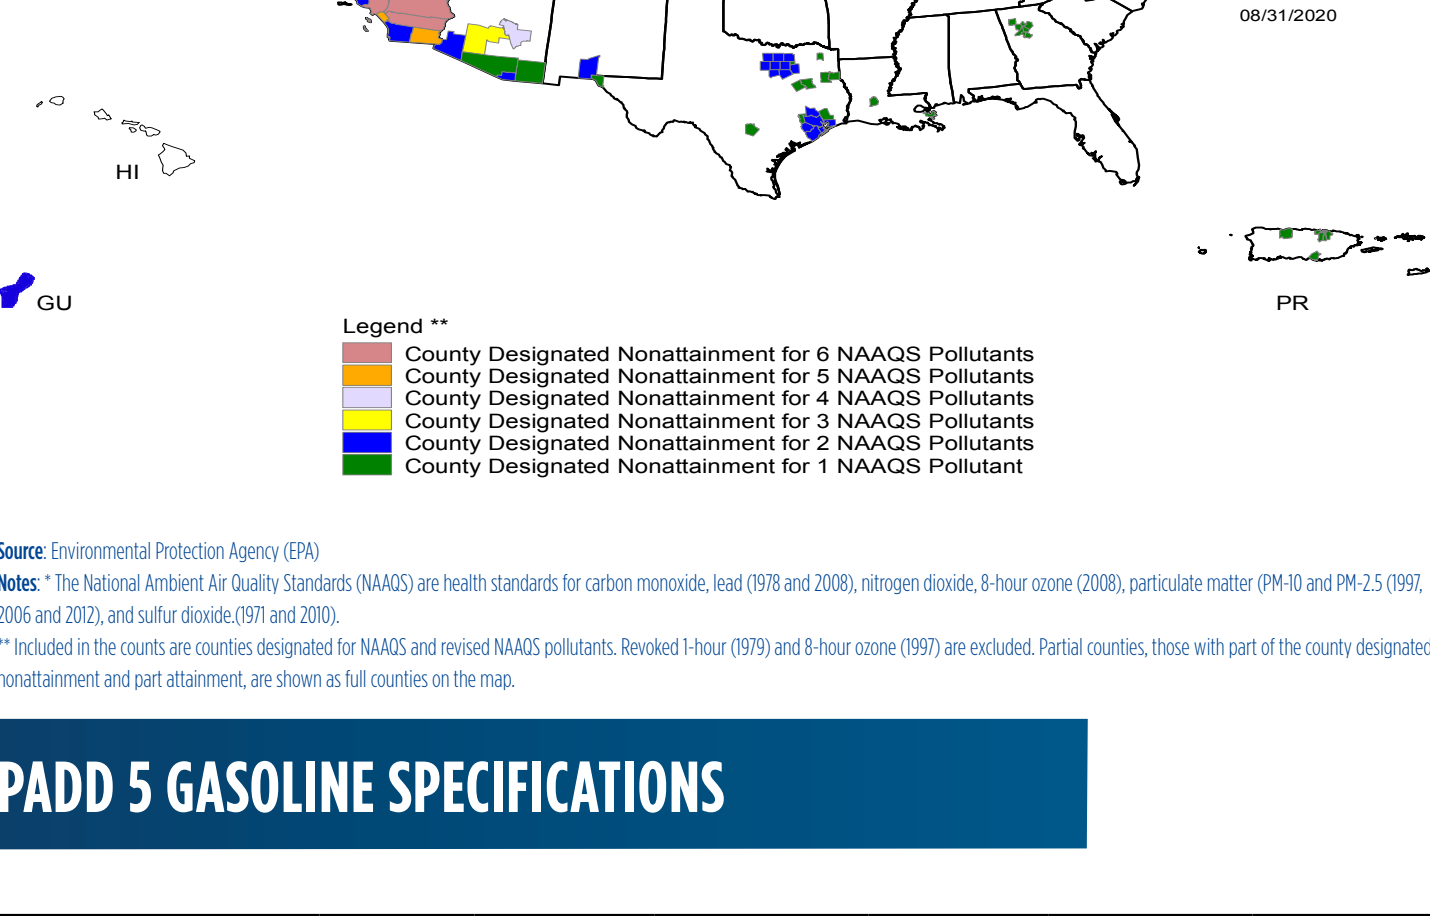 08/31/2020
HI
GU
PR
Legend **
County Designated Nonattainment for 6 NAAQS Pollutants
County Designated Nonattainment for 5 NAAQS Pollutants
County Designated Nonattainment for 4 NAAQS Pollutants
County Designated Nonattainment for 3 NAAQS Pollutants
County Designated Nonattainment for 2 NAAQS Pollutants
County Designated Nonattainment for 1 NAAQS Pollutant
Source: Environmental Protection Agency (EPA)
Notes: * The National Ambient Air Quality Standards (NAAQS) are health standards for carbon monoxide, lead (1978 and 2008), nitrogen dioxide, 8-hour ozone (2008), particulate matter (PM-10 and PM-2.5 (1997,
2006 and 2012), and sulfur dioxide.(1971 and 2010).
** Included in the counts are counties designated for NAAQS and revised NAAQS pollutants. Revoked 1-hour (1979) and 8-hour ozone (1997) are excluded. Partial counties, those with part of the county designated
nonattainment and part attainment, are shown as full counties on the map.
PADD 5 GASOLINE SPECIFICATIONS